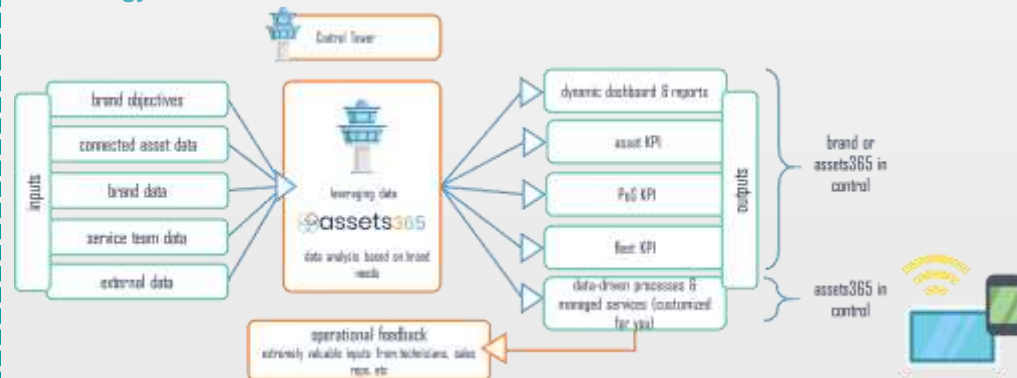 Control Tower
inputs
brand objectives
connected asset data
brand data
service team data
external data
leveraging data
assets365
data analysis based on brand
needs
dynamic dashboard & reports
asset KPI
PoS KPI
fleet KPI
data-driven processes &
managed services (customized
for you)
outputs
brand or
assets365 in
control
assets365 in
control
operational feedback
extremely valuable inputs from technicians, sales
reps, etc